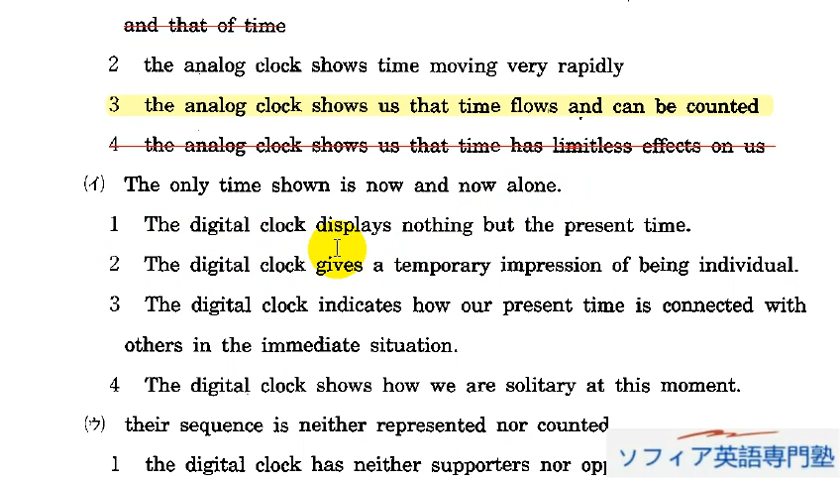 and that of time
2 the analog clock shows time moving very rapidly
3 the analog clock shows us that time flows and can be counted
4 the analog clock shows us that time has limitless effects on us
(イ) The only time shown is now and now alone.
1 The digital clock displays nothing but the present time.
2 The digital clock gives a temporary impression of being individual.
3 The digital clock indicates how our present time is connected with
others in the immediate situation.
4 The digital clock shows how we are solitary at this moment.
(ウ) their sequence is neither represented nor counted
1 the digital clock has neither supporters nor
ソフィア英語専門塾